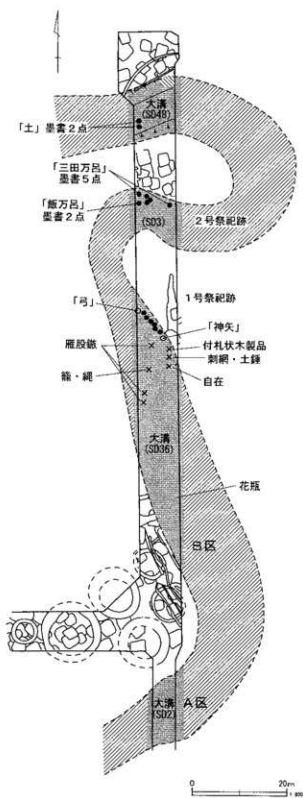 大溝
(SD48)
「土」墨書2点
「三田万呂」
墨書5点
「飯万呂」
墨書2点
(SD3)
2号祭祀跡
1号祭祀跡
「弓」
「神矢」
雁股鏃
付札状木製品
刺網・土錘
籠・縄
自在
大溝
(SD36)
花瓶
B区
A区
大溝
(SD2)
0
20m